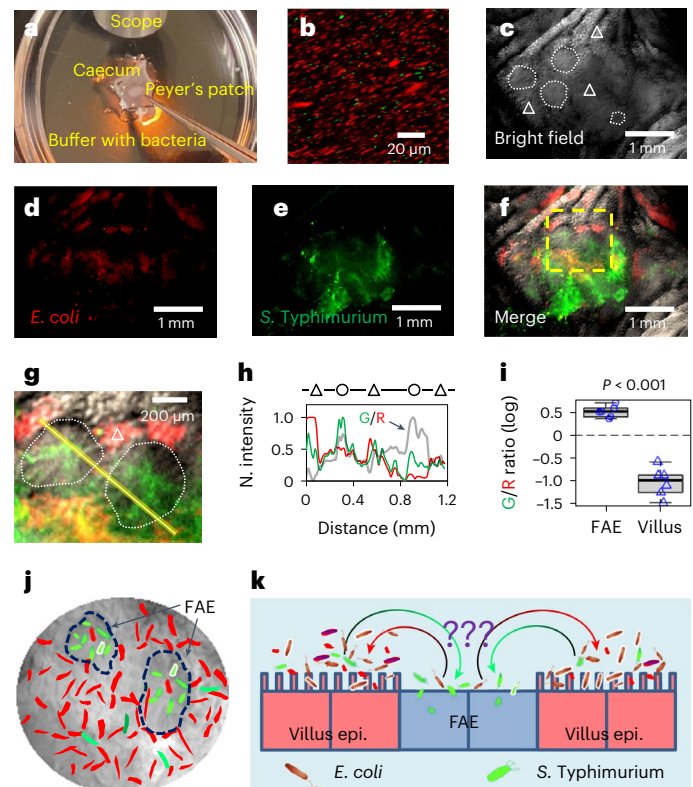 a
Scope
Caecum
Peyer's patch
Buffer with bacteria
b
20 µm
c
Bright field
1 mm
d
E. coli
1 mm
e
S. Typhimurium
1 mm
f
Merge
1 mm
g
200 µm
h
G/R
N. intensity
1.0
0.5
0
0
0.4
0.8
1.2
Distance (mm)
i
P < 0.001
G/R ratio (log)
0.5
0
−0.5
−1.0
−1.5
FAE
Villus
j
FAE
k
???
FAE
Villus epi.
Villus epi.
E. coli
S. Typhimurium